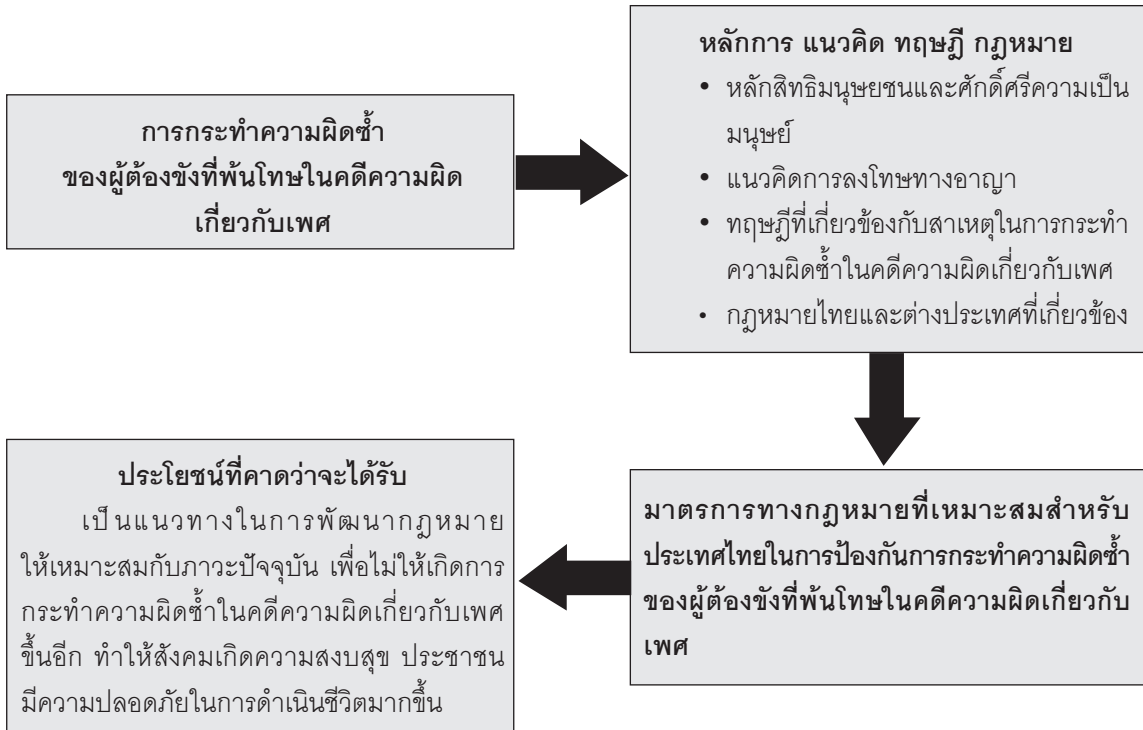 การกระทำความผิดซ้ำ
ของผู้ต้องขังที่พ้นโทษในคดีความผิด
เกี่ยวกับเพศ
หลักการ แนวคิด ทฤษฎี กฎหมาย
• หลักสิทธิมนุษยชนและศักดิ์ศรีความเป็น
มนุษย์
• แนวคิดการลงโทษทางอาญา
• ทฤษฎีที่เกี่ยวข้องกับสาเหตุในการกระทำ
ความผิดซ้ำในคดีความผิดเกี่ยวกับเพศ
• กฎหมายไทยและต่างประเทศที่เกี่ยวข้อง
มาตรการทางกฎหมายที่เหมาะสมสำหรับ
ประเทศไทยในการป้องกันการกระทำความผิดซ้ำ
ของผู้ต้องขังที่พ้นโทษในคดีความผิดเกี่ยวกับ
เพศ
ประโยชน์ที่คาดว่าจะได้รับ
เป็นแนวทางในการพัฒนากฎหมาย
ให้เหมาะสมกับภาวะปัจจุบัน เพื่อไม่ให้เกิดการ
กระทำความผิดซ้ำในคดีความผิดเกี่ยวกับเพศ
ขึ้นอีก ทำให้สังคมเกิดความสงบสุข ประชาชน
มีความปลอดภัยในการดำเนินชีวิตมากขึ้น